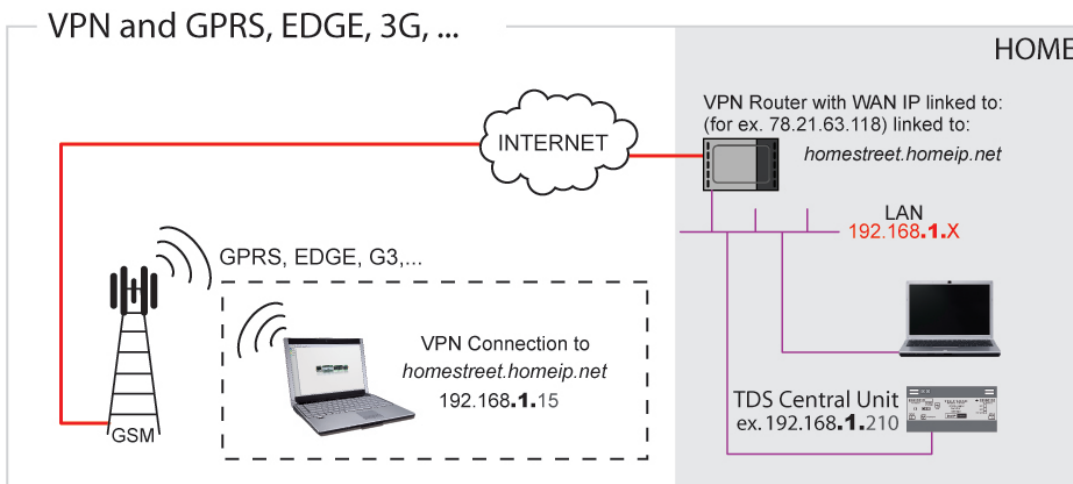 VPN and GPRS, EDGE, 3G, ...
HOME
VPN Router with WAN IP linked to:
(for ex. 78.21.63.118) linked to:
homestreet.homeip.net
INTERNET
LAN
192.168.1.X
GPRS, EDGE, G3,...
VPN Connection to
homestreet.homeip.net
192.168.1.15
GSM
TDS Central Unit
ex. 192.168.1.210